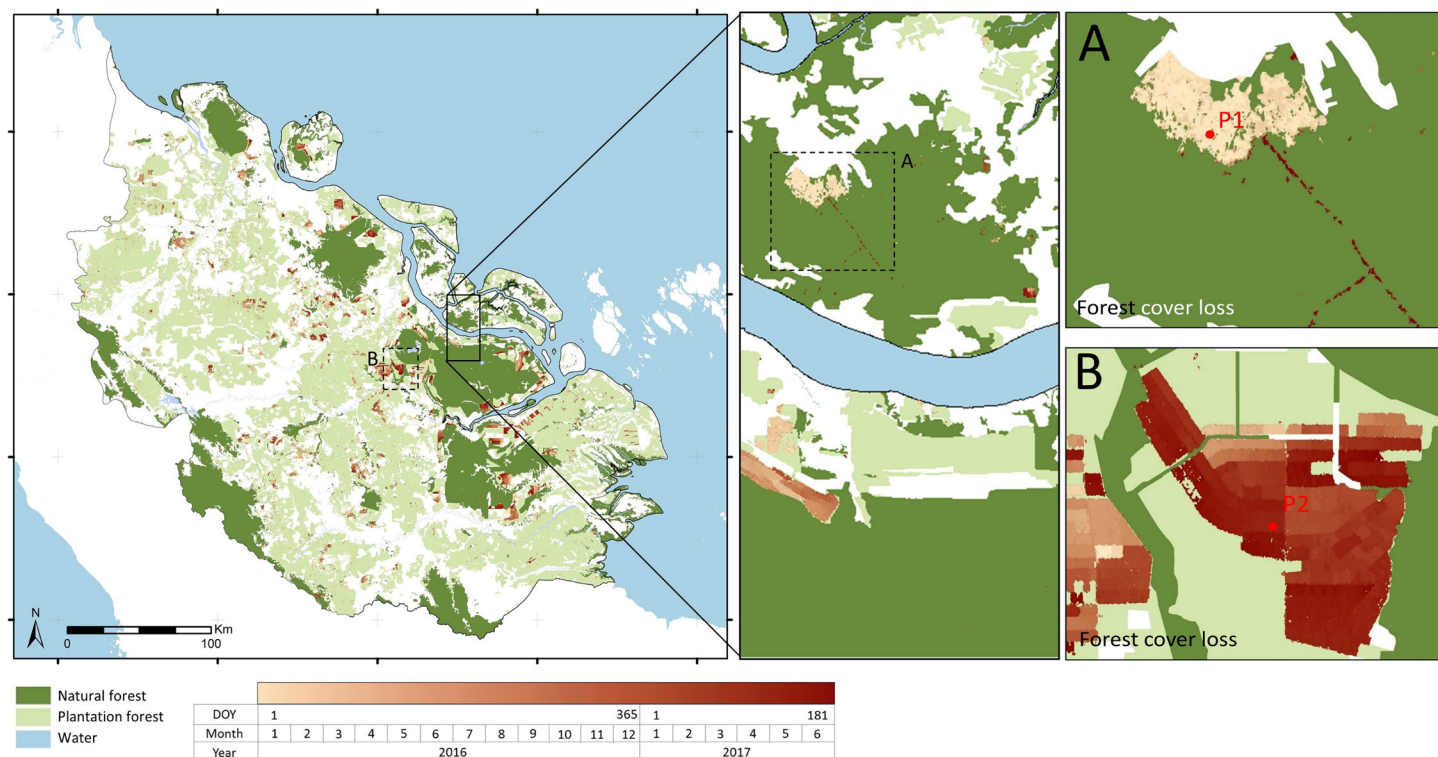 A
B
N
Km
0
100
A
P1
Forest cover loss
B
P2
Forest cover loss
Natural forest
Plantation forest
Water
DOY 1 365 1 181
Month 1 2 3 4 5 6 7 8 9 10 11 12 1 2 3 4 5 6
Year 2016 2017